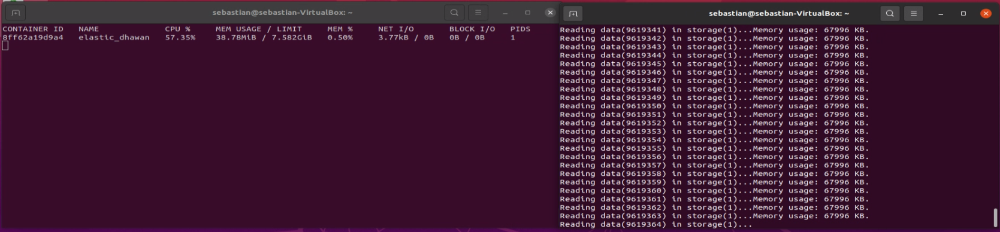 sebastian@sebastian-VirtualBox: ~
CONTAINER ID NAME CPU % MEM USAGE / LIMIT MEM % NET I/O BLOCK I/O PIDS
8ff62a19d9a4 elastic_dhawan 57.35% 38.78MiB / 7.582GiB 0.50% 3.77kB / 0B 0B / 0B 1
sebastian@sebastian-VirtualBox: ~
Reading data(9619341) in storage(1)...Memory usage: 67996 KB.
Reading data(9619342) in storage(1)...Memory usage: 67996 KB.
Reading data(9619343) in storage(1)...Memory usage: 67996 KB.
Reading data(9619344) in storage(1)...Memory usage: 67996 KB.
Reading data(9619345) in storage(1)...Memory usage: 67996 KB.
Reading data(9619346) in storage(1)...Memory usage: 67996 KB.
Reading data(9619347) in storage(1)...Memory usage: 67996 KB.
Reading data(9619348) in storage(1)...Memory usage: 67996 KB.
Reading data(9619349) in storage(1)...Memory usage: 67996 KB.
Reading data(9619350) in storage(1)...Memory usage: 67996 KB.
Reading data(9619351) in storage(1)...Memory usage: 67996 KB.
Reading data(9619352) in storage(1)...Memory usage: 67996 KB.
Reading data(9619353) in storage(1)...Memory usage: 67996 KB.
Reading data(9619354) in storage(1)...Memory usage: 67996 KB.
Reading data(9619355) in storage(1)...Memory usage: 67996 KB.
Reading data(9619356) in storage(1)...Memory usage: 67996 KB.
Reading data(9619357) in storage(1)...Memory usage: 67996 KB.
Reading data(9619358) in storage(1)...Memory usage: 67996 KB.
Reading data(9619359) in storage(1)...Memory usage: 67996 KB.
Reading data(9619360) in storage(1)...Memory usage: 67996 KB.
Reading data(9619361) in storage(1)...Memory usage: 67996 KB.
Reading data(9619362) in storage(1)...Memory usage: 67996 KB.
Reading data(9619363) in storage(1)...Memory usage: 67996 KB.
Reading data(9619364) in storage(1)...